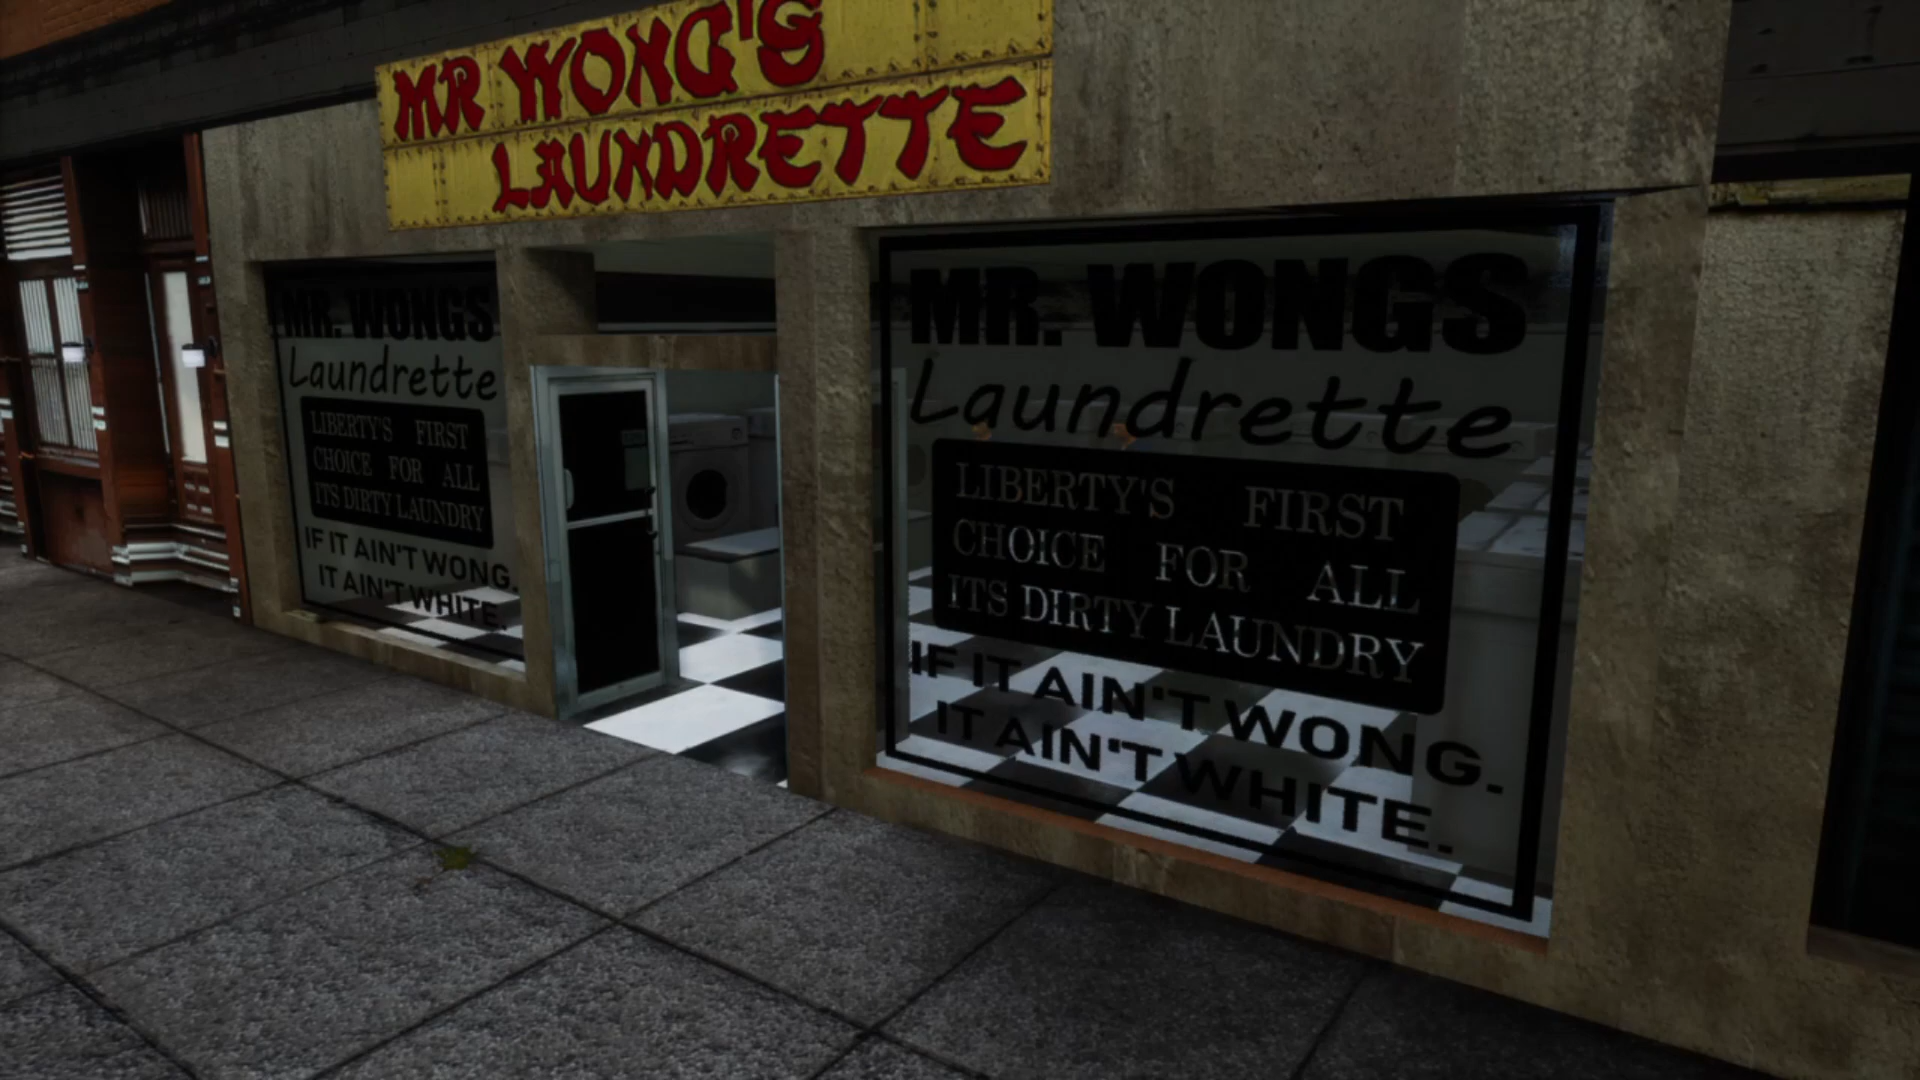 MR WONG'S
LAUNDRETTE
MR. WONGS
Laundrette
LIBERTY'S FIRST
CHOICE FOR ALL
ITS DIRTY LAUNDRY
IF IT AIN'T WONG.
IT AIN'T WHITE.
MR. WONGS
Laundrette
LIBERTY'S FIRST
CHOICE FOR ALL
ITS DIRTY LAUNDRY
IF IT AIN'T WONG.
IT AIN'T WHITE.